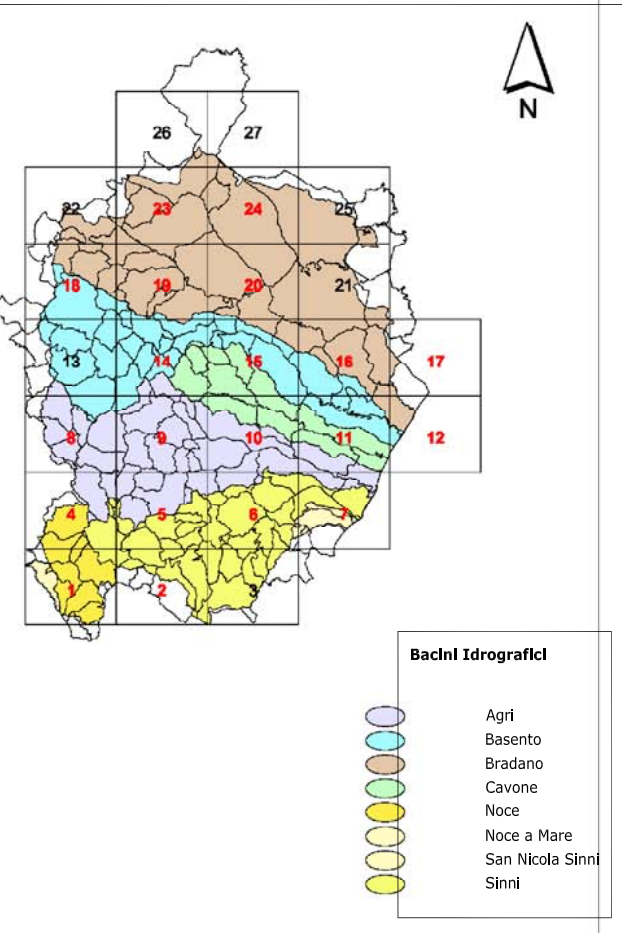 N
26 27
22 23 24 25
18 19 20 21
13 14 15 16 17
8 9 10 11 12
4 5 6 7
1 2 3
Bacini Idrografici
Agri
Basento
Bradano
Cavone
Noce
Noce a Mare
San Nicola Sinni
Sinni